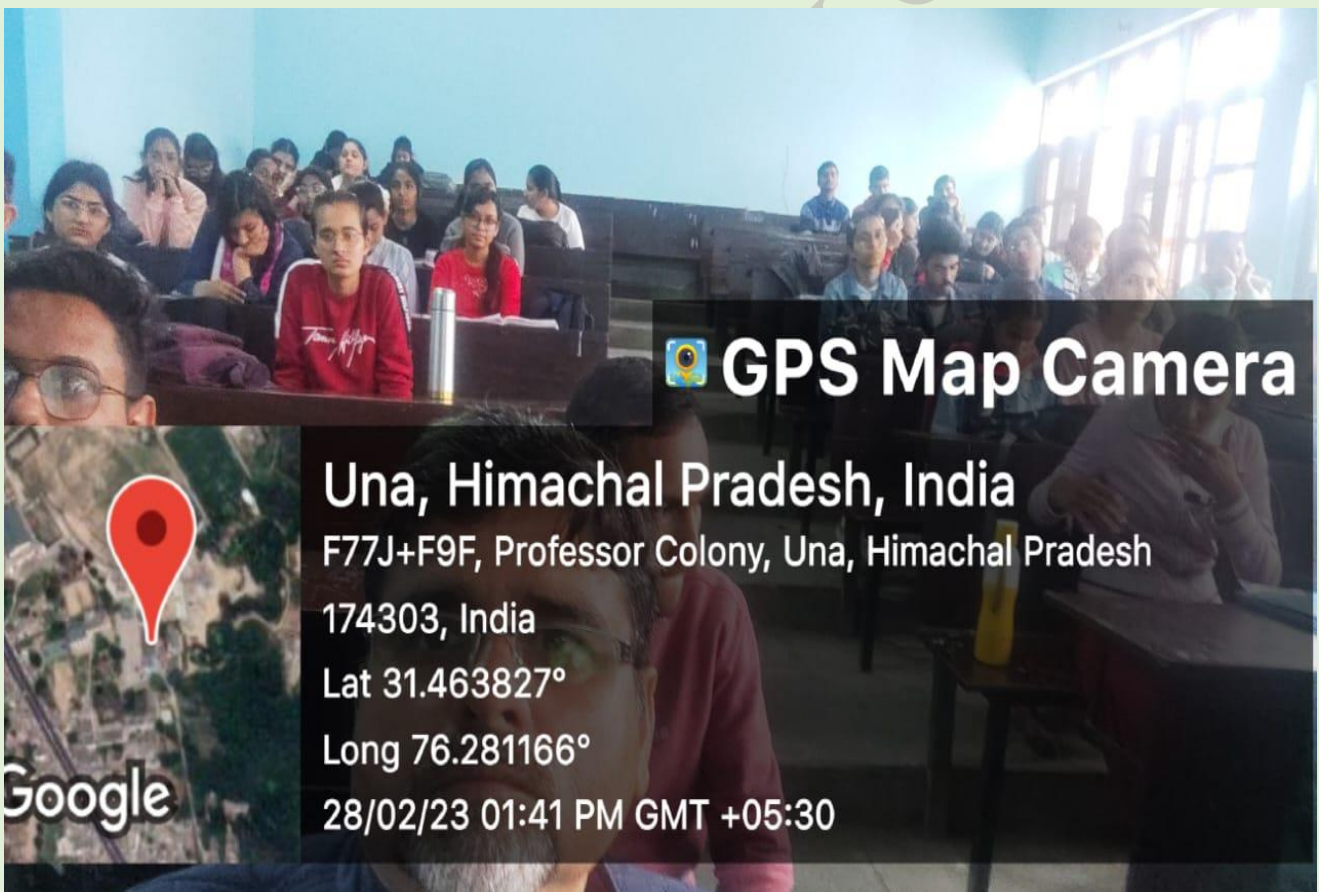 GPS Map Camera
Una, Himachal Pradesh, India
F77J+F9F, Professor Colony, Una, Himachal Pradesh
174303, India
Lat 31.463827°
Long 76.281166°
28/02/23 01:41 PM GMT +05:30
Google